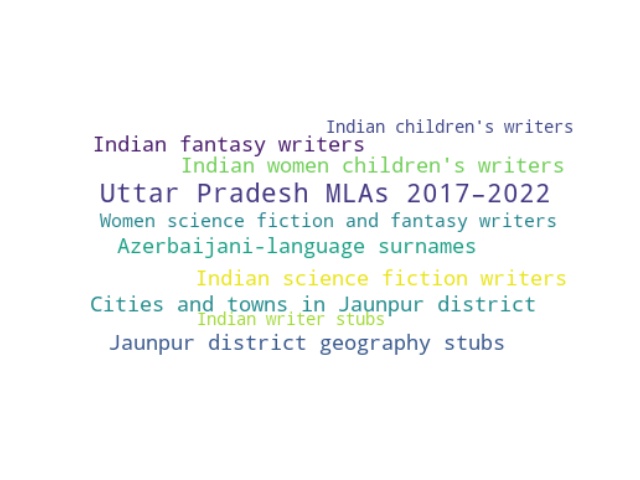 Indian children's writers
Indian fantasy writers
Indian women children's writers
Uttar Pradesh MLAs 2017–2022
Women science fiction and fantasy writers
Azerbaijani-language surnames
Indian science fiction writers
Cities and towns in Jaunpur district
Indian writer stubs
Jaunpur district geography stubs